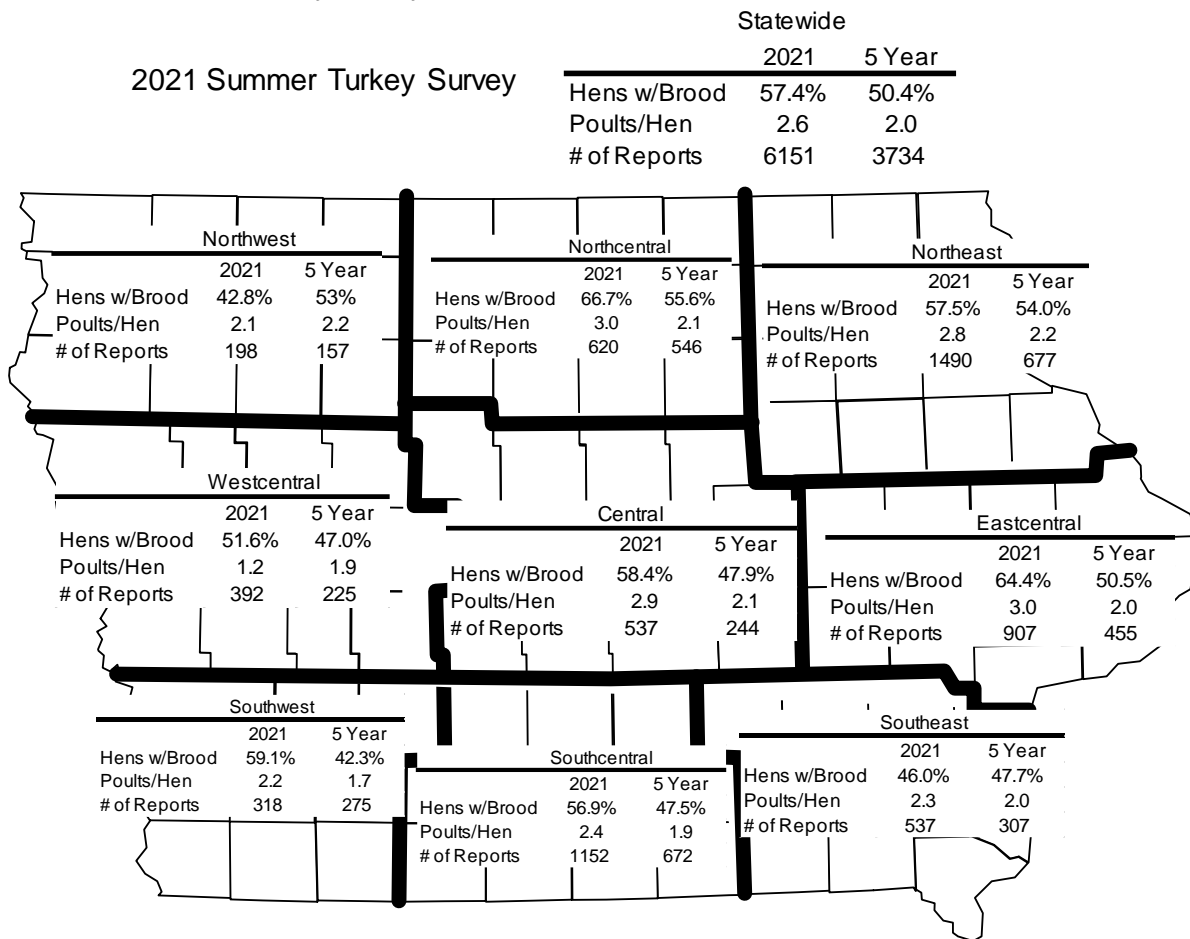 Statewide
2021 5 Year
2021 Summer Turkey Survey
Hens w/Brood 57.4% 50.4%
Poults/Hen 2.6 2.0
# of Reports 6151 3734
Northwest
2021 5 Year
Hens w/Brood 42.8% 53%
Poults/Hen 2.1 2.2
# of Reports 198 157
Northcentral
2021 5 Year
Hens w/Brood 66.7% 55.6%
Poults/Hen 3.0 2.1
# of Reports 620 546
Northeast
2021 5 Year
Hens w/Brood 57.5% 54.0%
Poults/Hen 2.8 2.2
# of Reports 1490 677
Westcentral
2021 5 Year
Hens w/Brood 51.6% 47.0%
Poults/Hen 1.2 1.9
# of Reports 392 225
Central
2021 5 Year
Hens w/Brood 58.4% 47.9%
Poults/Hen 2.9 2.1
# of Reports 537 244
Eastcentral
2021 5 Year
Hens w/Brood 64.4% 50.5%
Poults/Hen 3.0 2.0
# of Reports 907 455
Southwest
2021 5 Year
Hens w/Brood 59.1% 42.3%
Poults/Hen 2.2 1.7
# of Reports 318 275
Southcentral
2021 5 Year
Hens w/Brood 56.9% 47.5%
Poults/Hen 2.4 1.9
# of Reports 1152 672
Southeast
2021 5 Year
Hens w/Brood 46.0% 47.7%
Poults/Hen 2.3 2.0
# of Reports 537 307